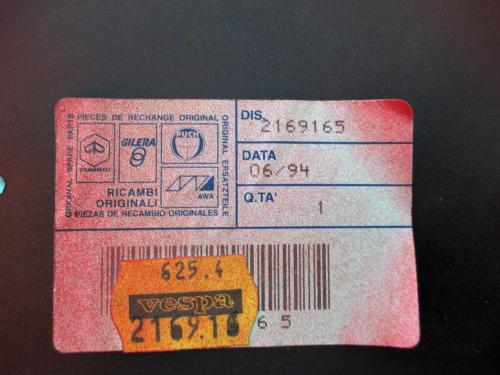 PIECES DE RECHANGE ORIGINAL
ORIGINAL SPARE PARTS
ORIGINAL ERSATZTEILE
PIAGGIO
GILERA
PUCH
AWA
RICAMBI
ORIGINALI
PIEZAS DE RECAMBIO ORIGINALES
DIS.
2169165
DATA
06/94
Q.TA'
1
625.4
vespa
2169.16
6 5